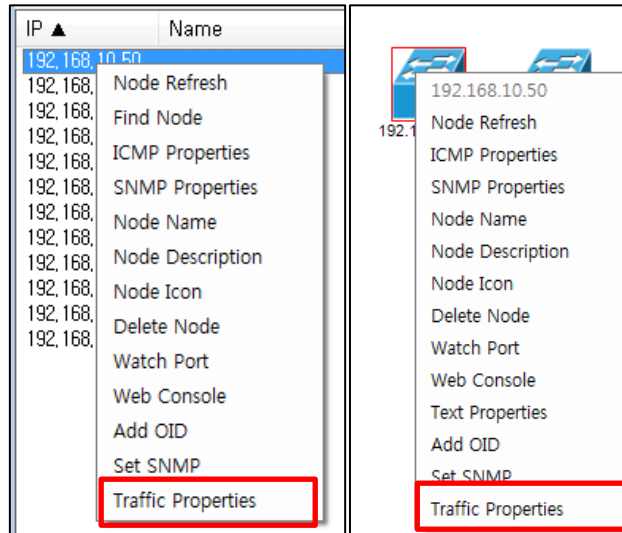 IP ▲ Name
192, 168, 10, 50
192, 168,
192, 168,
192, 168,
192, 168,
192, 168,
192, 168,
192, 168,
192, 168,
192, 168,
192, 168,
192, 168,
Node Refresh
Find Node
ICMP Properties
SNMP Properties
Node Name
Node Description
Node Icon
Delete Node
Watch Port
Web Console
Add OID
Set SNMP
Traffic Properties
192.1
192.168.10.50
Node Refresh
ICMP Properties
SNMP Properties
Node Name
Node Description
Node Icon
Delete Node
Watch Port
Web Console
Text Properties
Add OID
Set SNMP
Traffic Properties